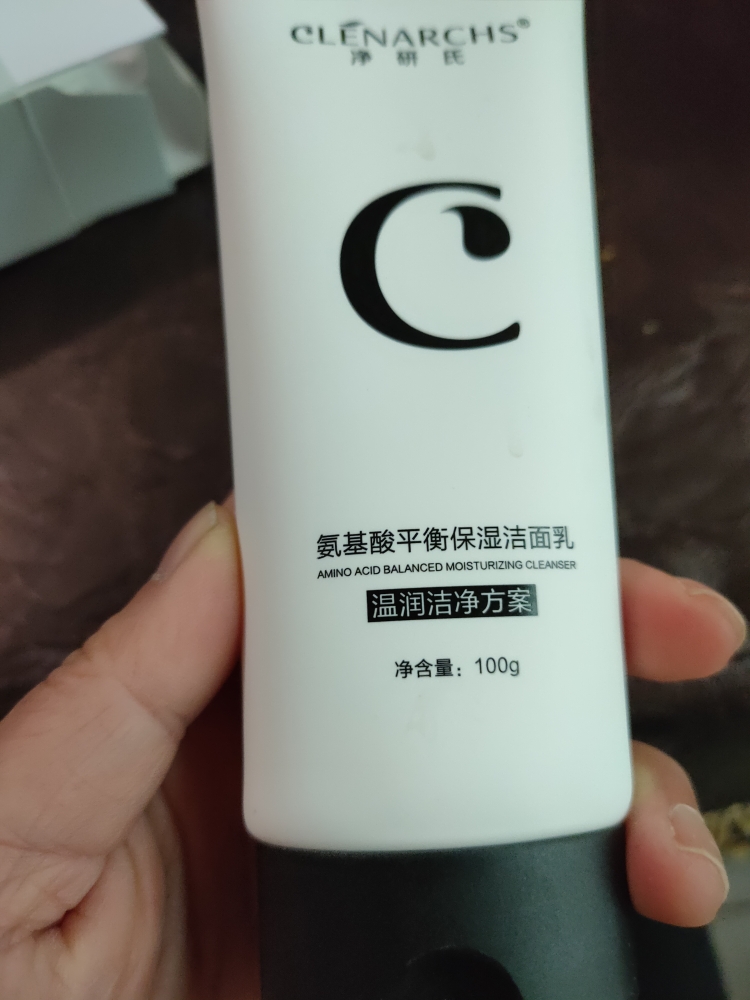 CLÉNARCHS®
净研氏
C
氨基酸平衡保湿洁面乳
AMINO ACID BALANCED MOISTURIZING CLEANSER
温润洁净方案
净含量：100g